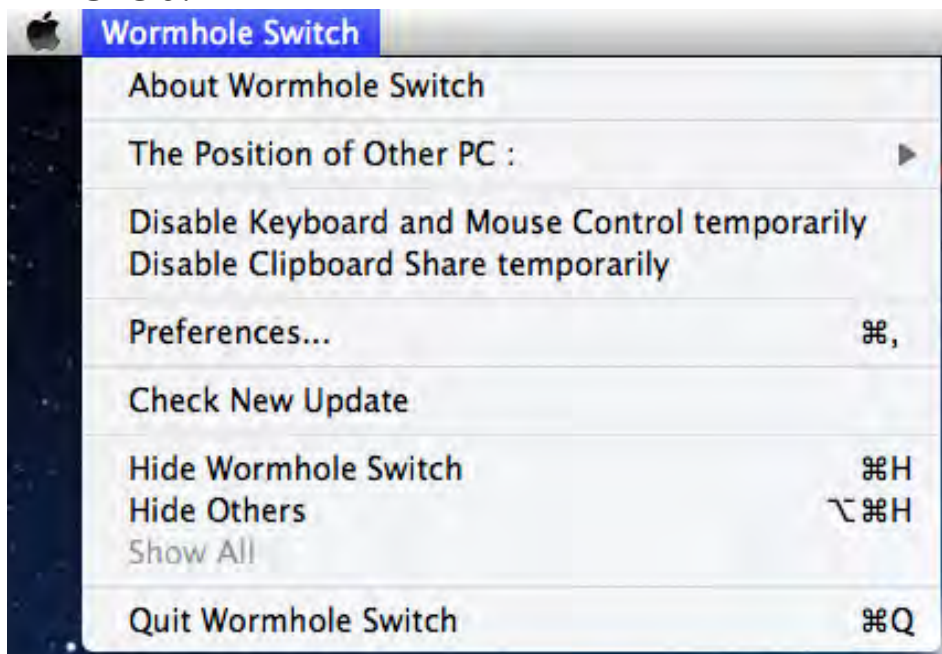 Wormhole Switch
About Wormhole Switch
The Position of Other PC :
Disable Keyboard and Mouse Control temporarily
Disable Clipboard Share temporarily
Preferences... ⌘,
Check New Update
Hide Wormhole Switch ⌘H
Hide Others ⌥⌘H
Show All
Quit Wormhole Switch ⌘Q